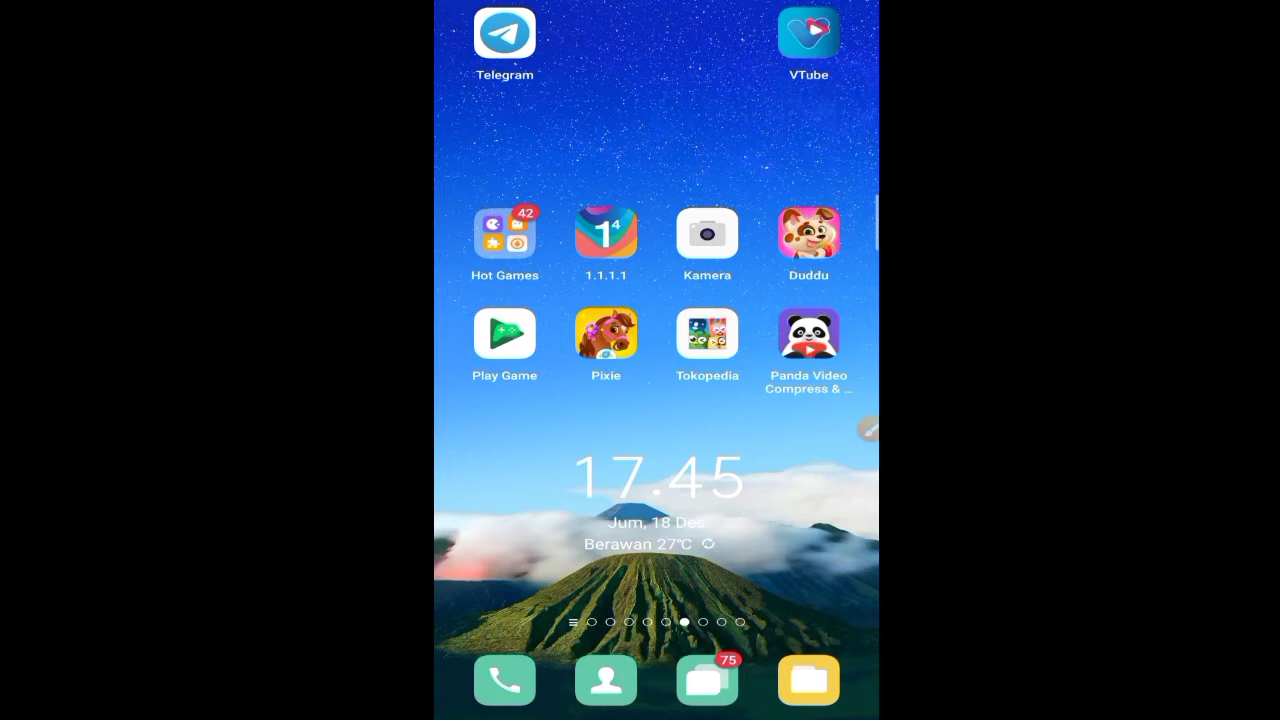 Telegram
VTube
42
1⁴
Hot Games
1.1.1.1
Kamera
Duddu
Play Game
Pixie
Tokopedia
Panda Video
Compress & ...
17.45
Jum, 18 Des
Berawan 27°C
75